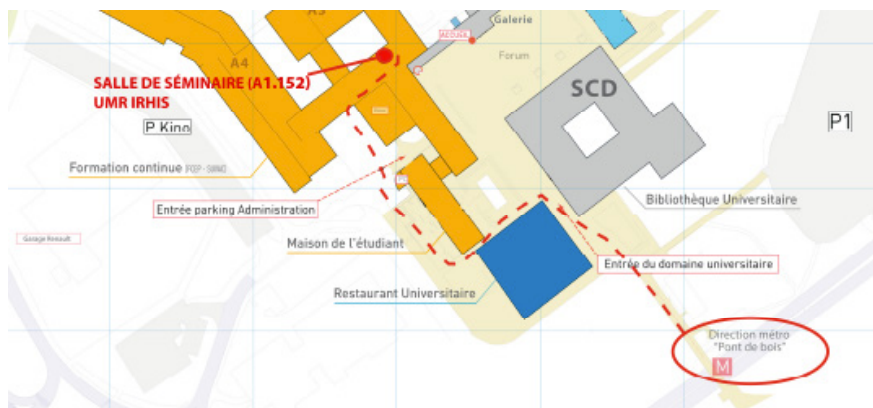 A3
Galerie
ACCUEIL
Forum
A4
SALLE DE SÉMINAIRE (A1.152)
UMR IRHIS
SCD
P Kino
P1
Formation continue
Entrée parking Administration
Bibliothèque Universitaire
Garage Renault
Maison de l'étudiant
Entrée du domaine universitaire
Restaurant Universitaire
Direction métro
"Pont de bois"
M